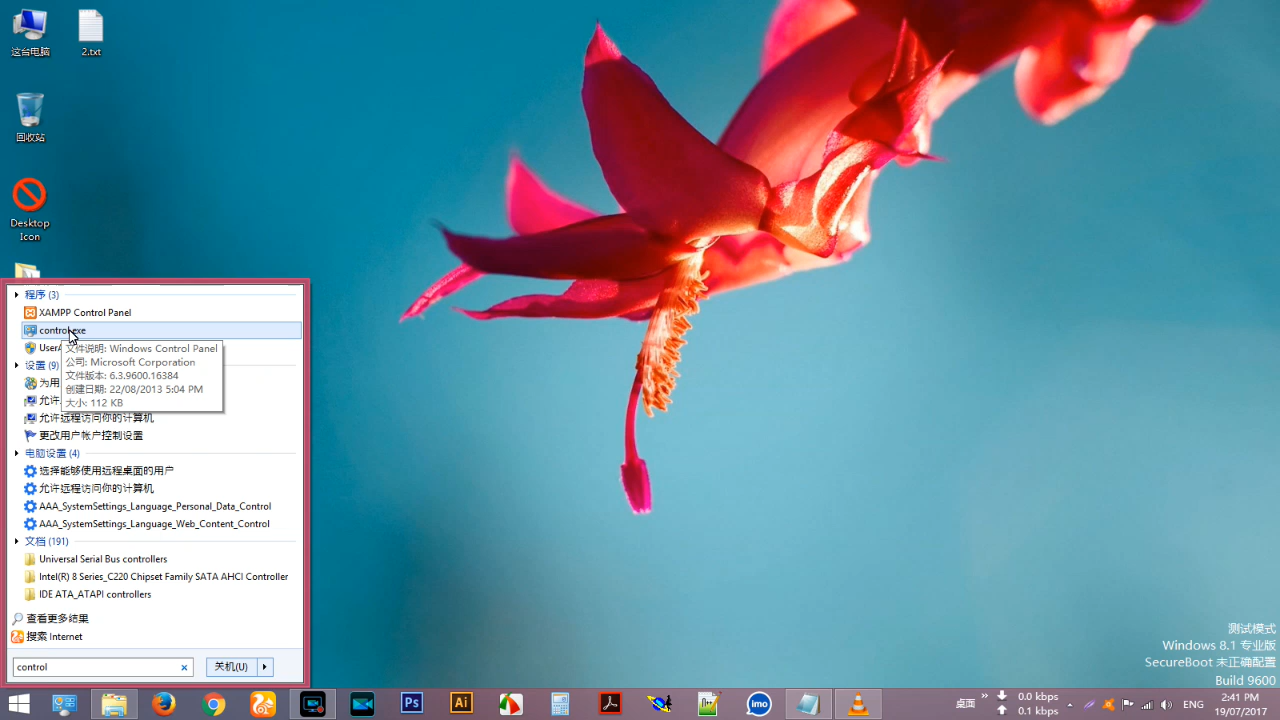 这台电脑
2.txt
回收站
Desktop
Icon
程序 (3)
XAMPP Control Panel
control.exe
文件说明: Windows Control Panel
公司: Microsoft Corporation
文件版本: 6.3.9600.16384
创建日期: 22/08/2013 5:04 PM
大小: 112 KB
设置 (9)
为用
允许
允许远程访问你的计算机
更改用户帐户控制设置
电脑设置 (4)
选择能够使用远程桌面的用户
允许远程访问你的计算机
AAA_SystemSettings_Language_Personal_Data_Control
AAA_SystemSettings_Language_Web_Content_Control
文档 (191)
Universal Serial Bus controllers
Intel(R) 8 Series_C220 Chipset Family SATA AHCI Controller
IDE ATA_ATAPI controllers
查看更多结果
搜索 Internet
control
关机(U)
测试模式
Windows 8.1 专业版
SecureBoot 未正确配置
Build 9600
Ps
Ai
imo
桌面
0.0 kbps
0.1 kbps
ENG
2:41 PM
19/07/2017